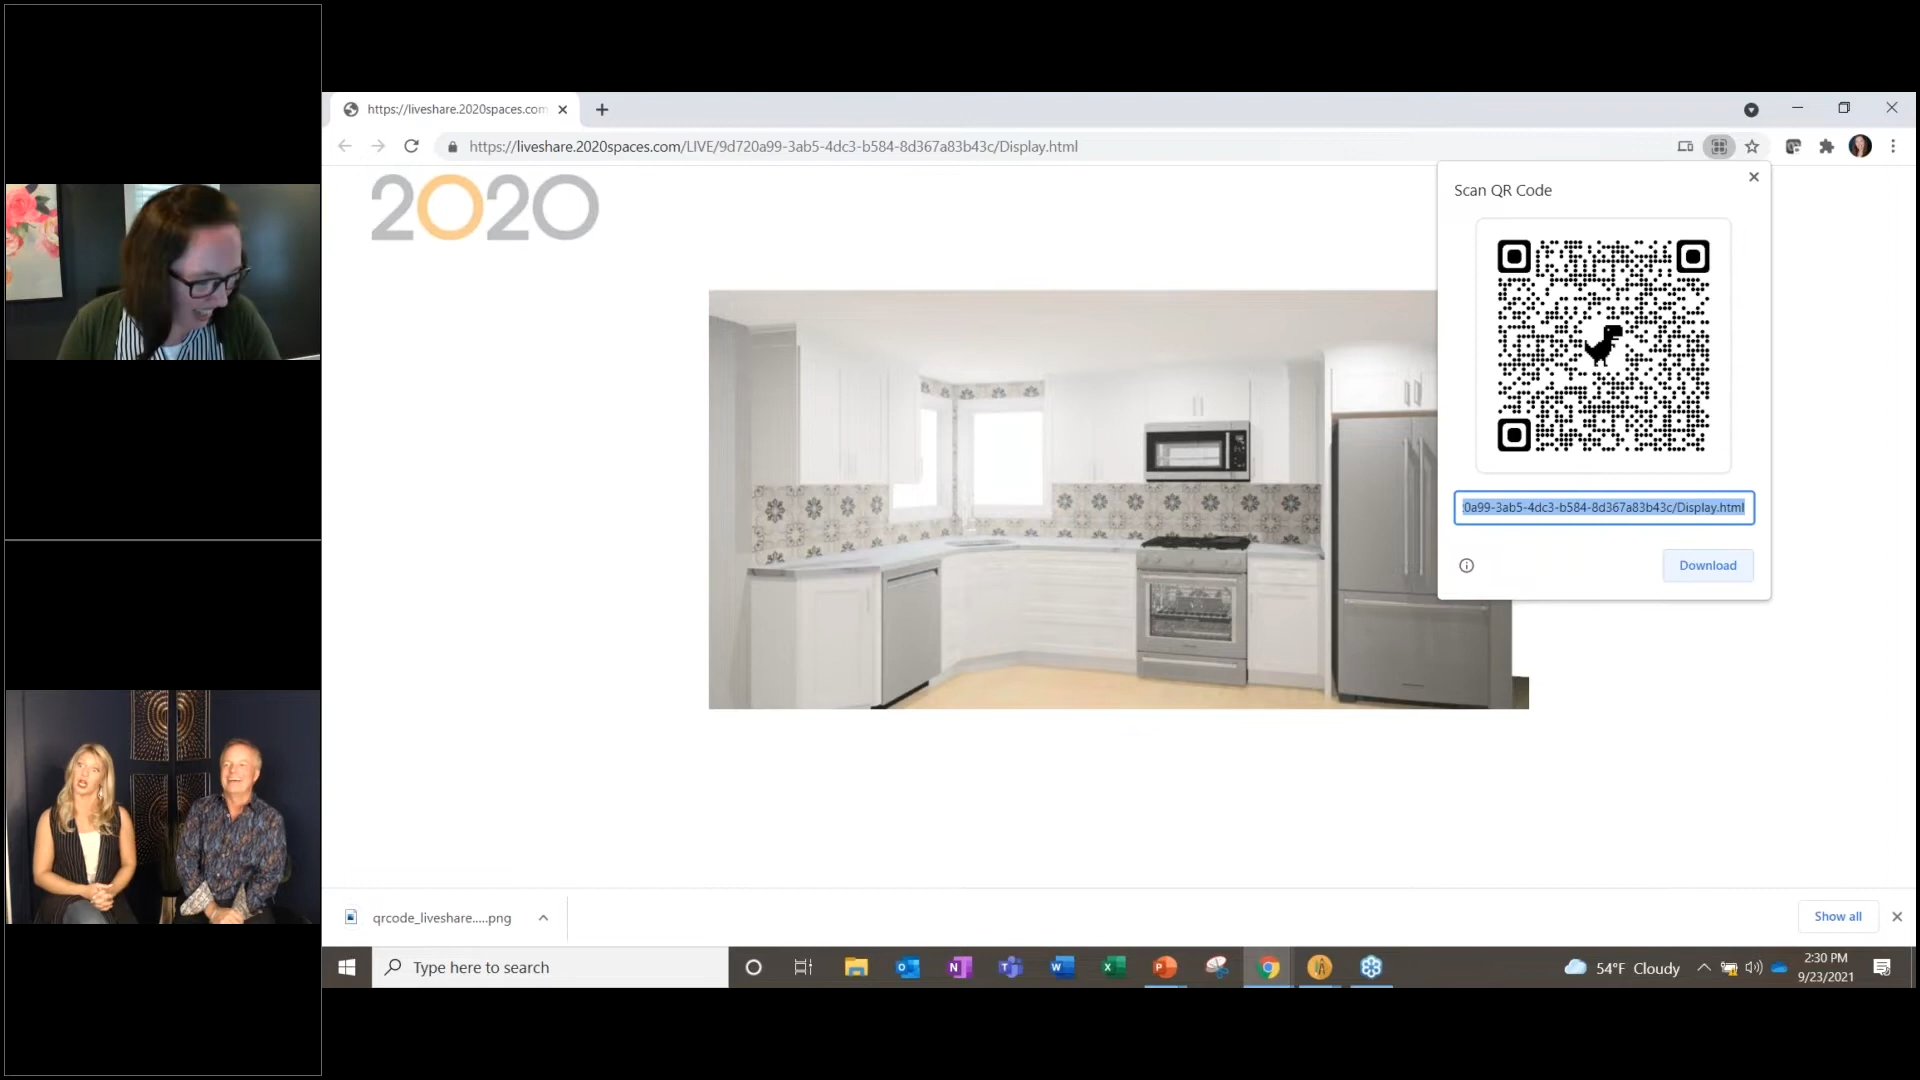 https://liveshare.2020spaces.com
https://liveshare.2020spaces.com/LIVE/9d720a99-3ab5-4dc3-b584-8d367a83b43c/Display.html
2020
Scan QR Code
0a99-3ab5-4dc3-b584-8d367a83b43c/Display.html
Download
qrcode_liveshare.....png
Show all
Type here to search
54°F Cloudy
2:30 PM
9/23/2021